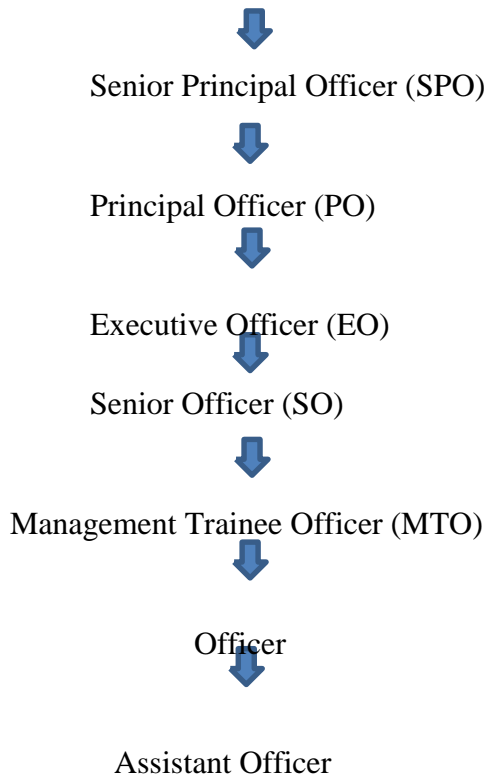 Senior Principal Officer (SPO)
Principal Officer (PO)
Executive Officer (EO)
Senior Officer (SO)
Management Trainee Officer (MTO)
Officer
Assistant Officer